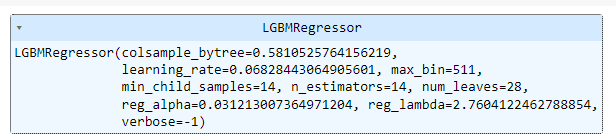 LGBMRegressor
LGBMRegressor(colsample_bytree=0.5810525764156219,
learning_rate=0.06828443064905601, max_bin=511,
min_child_samples=14, n_estimators=14, num_leaves=28,
reg_alpha=0.031213007364971204, reg_lambda=2.7604122462788854,
verbose=-1)